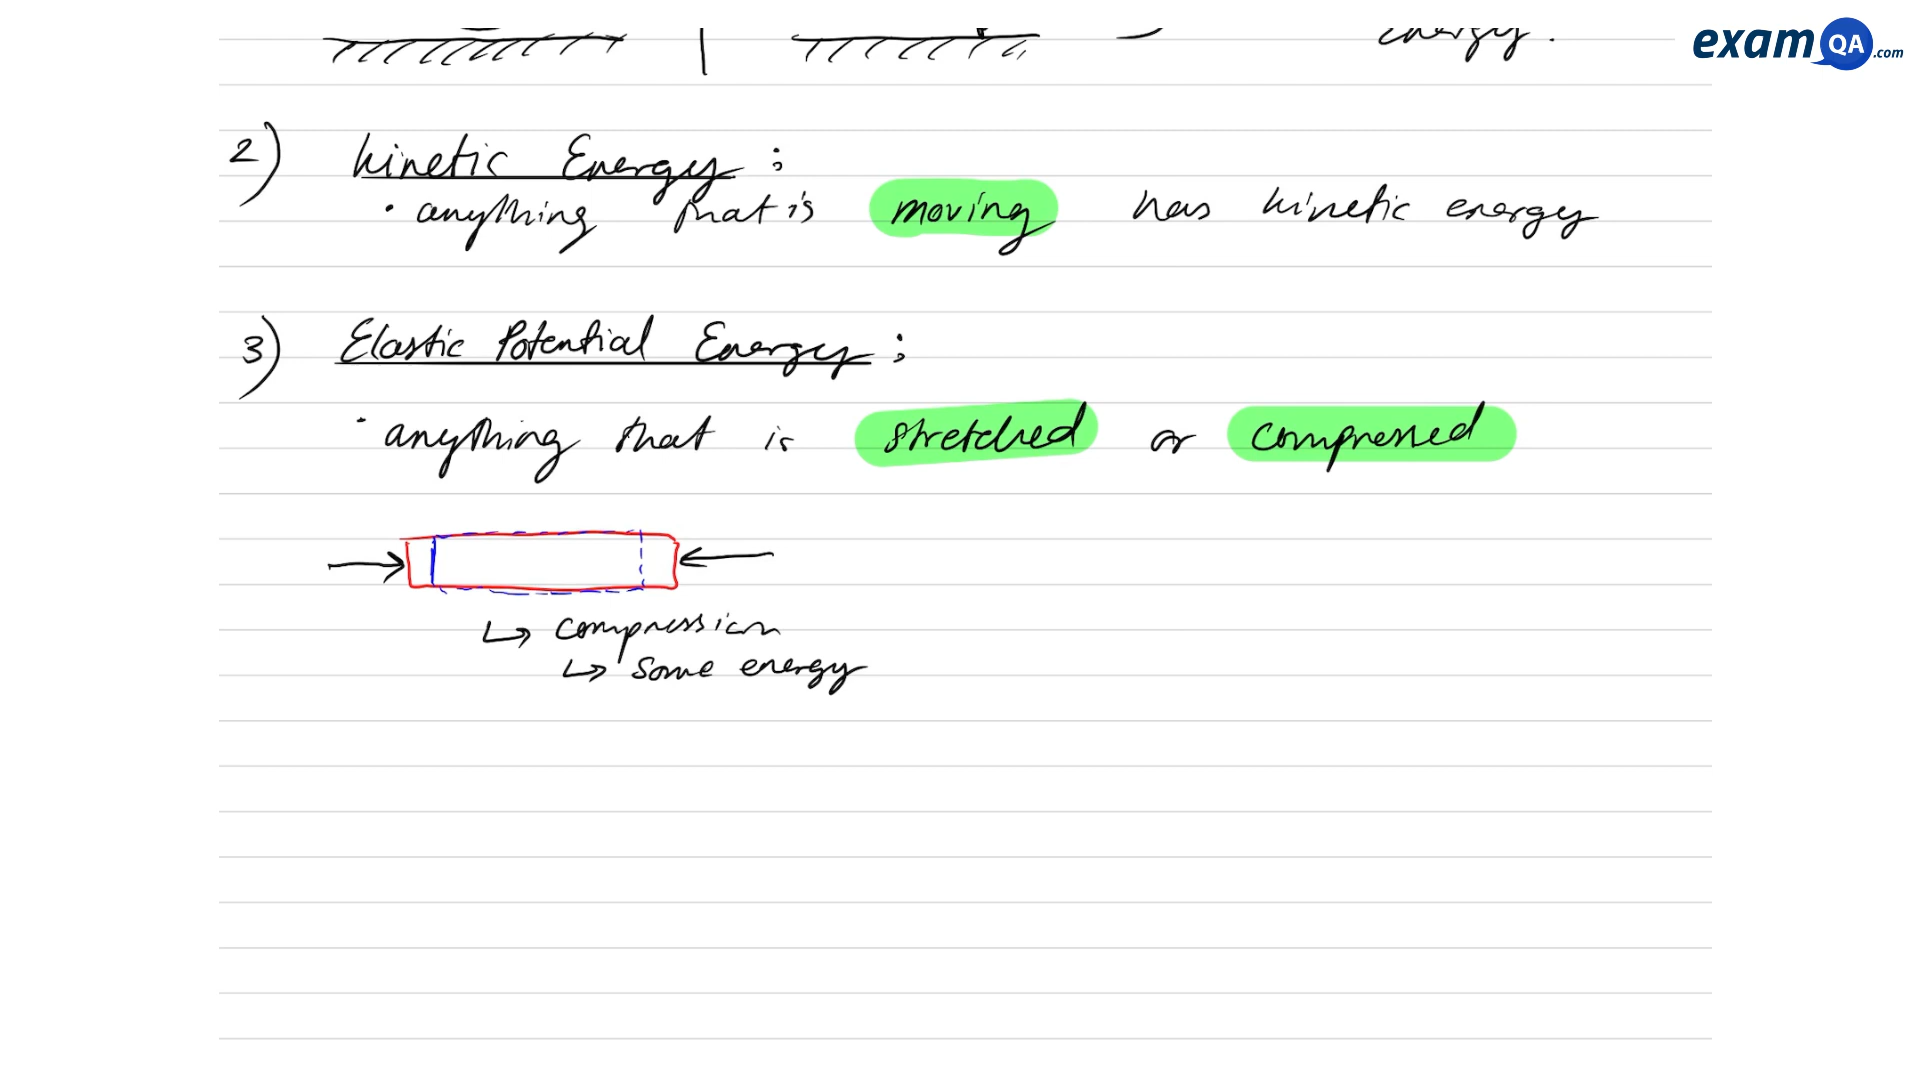 energy.
examQA.com
2) Kinetic Energy:
· anything that is moving has kinetic energy
3) Elastic Potential Energy:
· anything that is stretched or compressed
↳ compression
↳ some energy